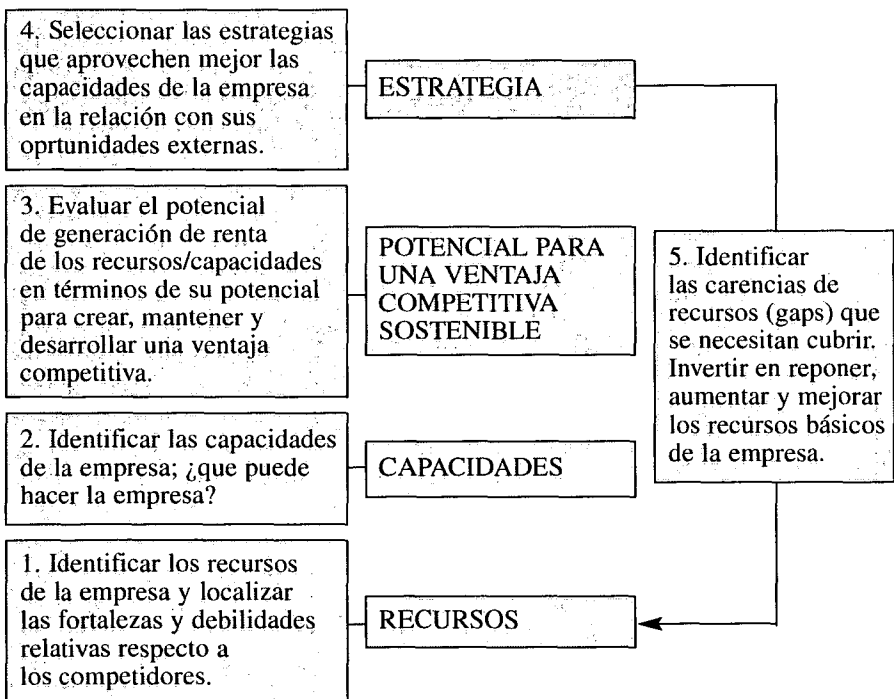 4. Seleccionar las estrategias
que aprovechen mejor las
capacidades de la empresa
en la relación con sus
oprtunidades externas.
ESTRATEGIA
3. Evaluar el potencial
de generación de renta
de los recursos/capacidades
en términos de su potencial
para crear, mantener y
desarrollar una ventaja
competitiva.
POTENCIAL PARA
UNA VENTAJA
COMPETITIVA
SOSTENIBLE
5. Identificar
las carencias de
recursos (gaps) que
se necesitan cubrir.
Invertir en reponer,
aumentar y mejorar
los recursos básicos
de la empresa.
2. Identificar las capacidades
de la empresa; ¿que puede
hacer la empresa?
CAPACIDADES
1. Identificar los recursos
de la empresa y localizar
las fortalezas y debilidades
relativas respecto a
los competidores.
RECURSOS